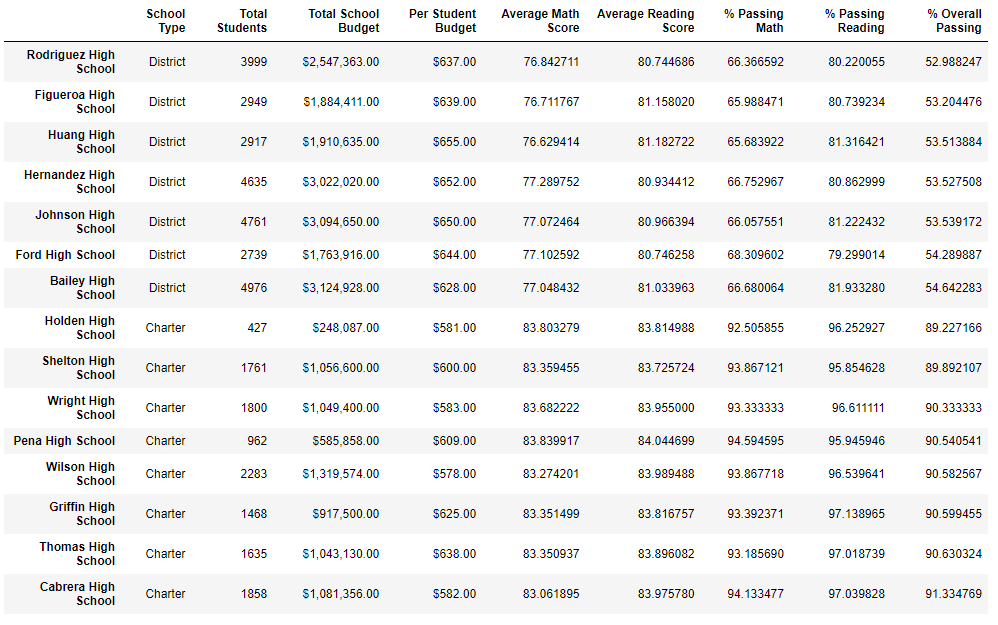 School Type Total Students Total School Budget Per Student Budget Average Math Score Average Reading Score % Passing Math % Passing Reading % Overall Passing
Rodriguez High School District 3999 $2,547,363.00 $637.00 76.842711 80.744686 66.366592 80.220055 52.988247
Figueroa High School District 2949 $1,884,411.00 $639.00 76.711767 81.158020 65.988471 80.739234 53.204476
Huang High School District 2917 $1,910,635.00 $655.00 76.629414 81.182722 65.683922 81.316421 53.513884
Hernandez High School District 4635 $3,022,020.00 $652.00 77.289752 80.934412 66.752967 80.862999 53.527508
Johnson High School District 4761 $3,094,650.00 $650.00 77.072464 80.966394 66.057551 81.222432 53.539172
Ford High School District 2739 $1,763,916.00 $644.00 77.102592 80.746258 68.309602 79.299014 54.289887
Bailey High School District 4976 $3,124,928.00 $628.00 77.048432 81.033963 66.680064 81.933280 54.642283
Holden High School Charter 427 $248,087.00 $581.00 83.803279 83.814988 92.505855 96.252927 89.227166
Shelton High School Charter 1761 $1,056,600.00 $600.00 83.359455 83.725724 93.867121 95.854628 89.892107
Wright High School Charter 1800 $1,049,400.00 $583.00 83.682222 83.955000 93.333333 96.611111 90.333333
Pena High School Charter 962 $585,858.00 $609.00 83.839917 84.044699 94.594595 95.945946 90.540541
Wilson High School Charter 2283 $1,319,574.00 $578.00 83.274201 83.989488 93.867718 96.539641 90.582567
Griffin High School Charter 1468 $917,500.00 $625.00 83.351499 83.816757 93.392371 97.138965 90.599455
Thomas High School Charter 1635 $1,043,130.00 $638.00 83.350937 83.896082 93.185690 97.018739 90.630324
Cabrera High School Charter 1858 $1,081,356.00 $582.00 83.061895 83.975780 94.133477 97.039828 91.334769